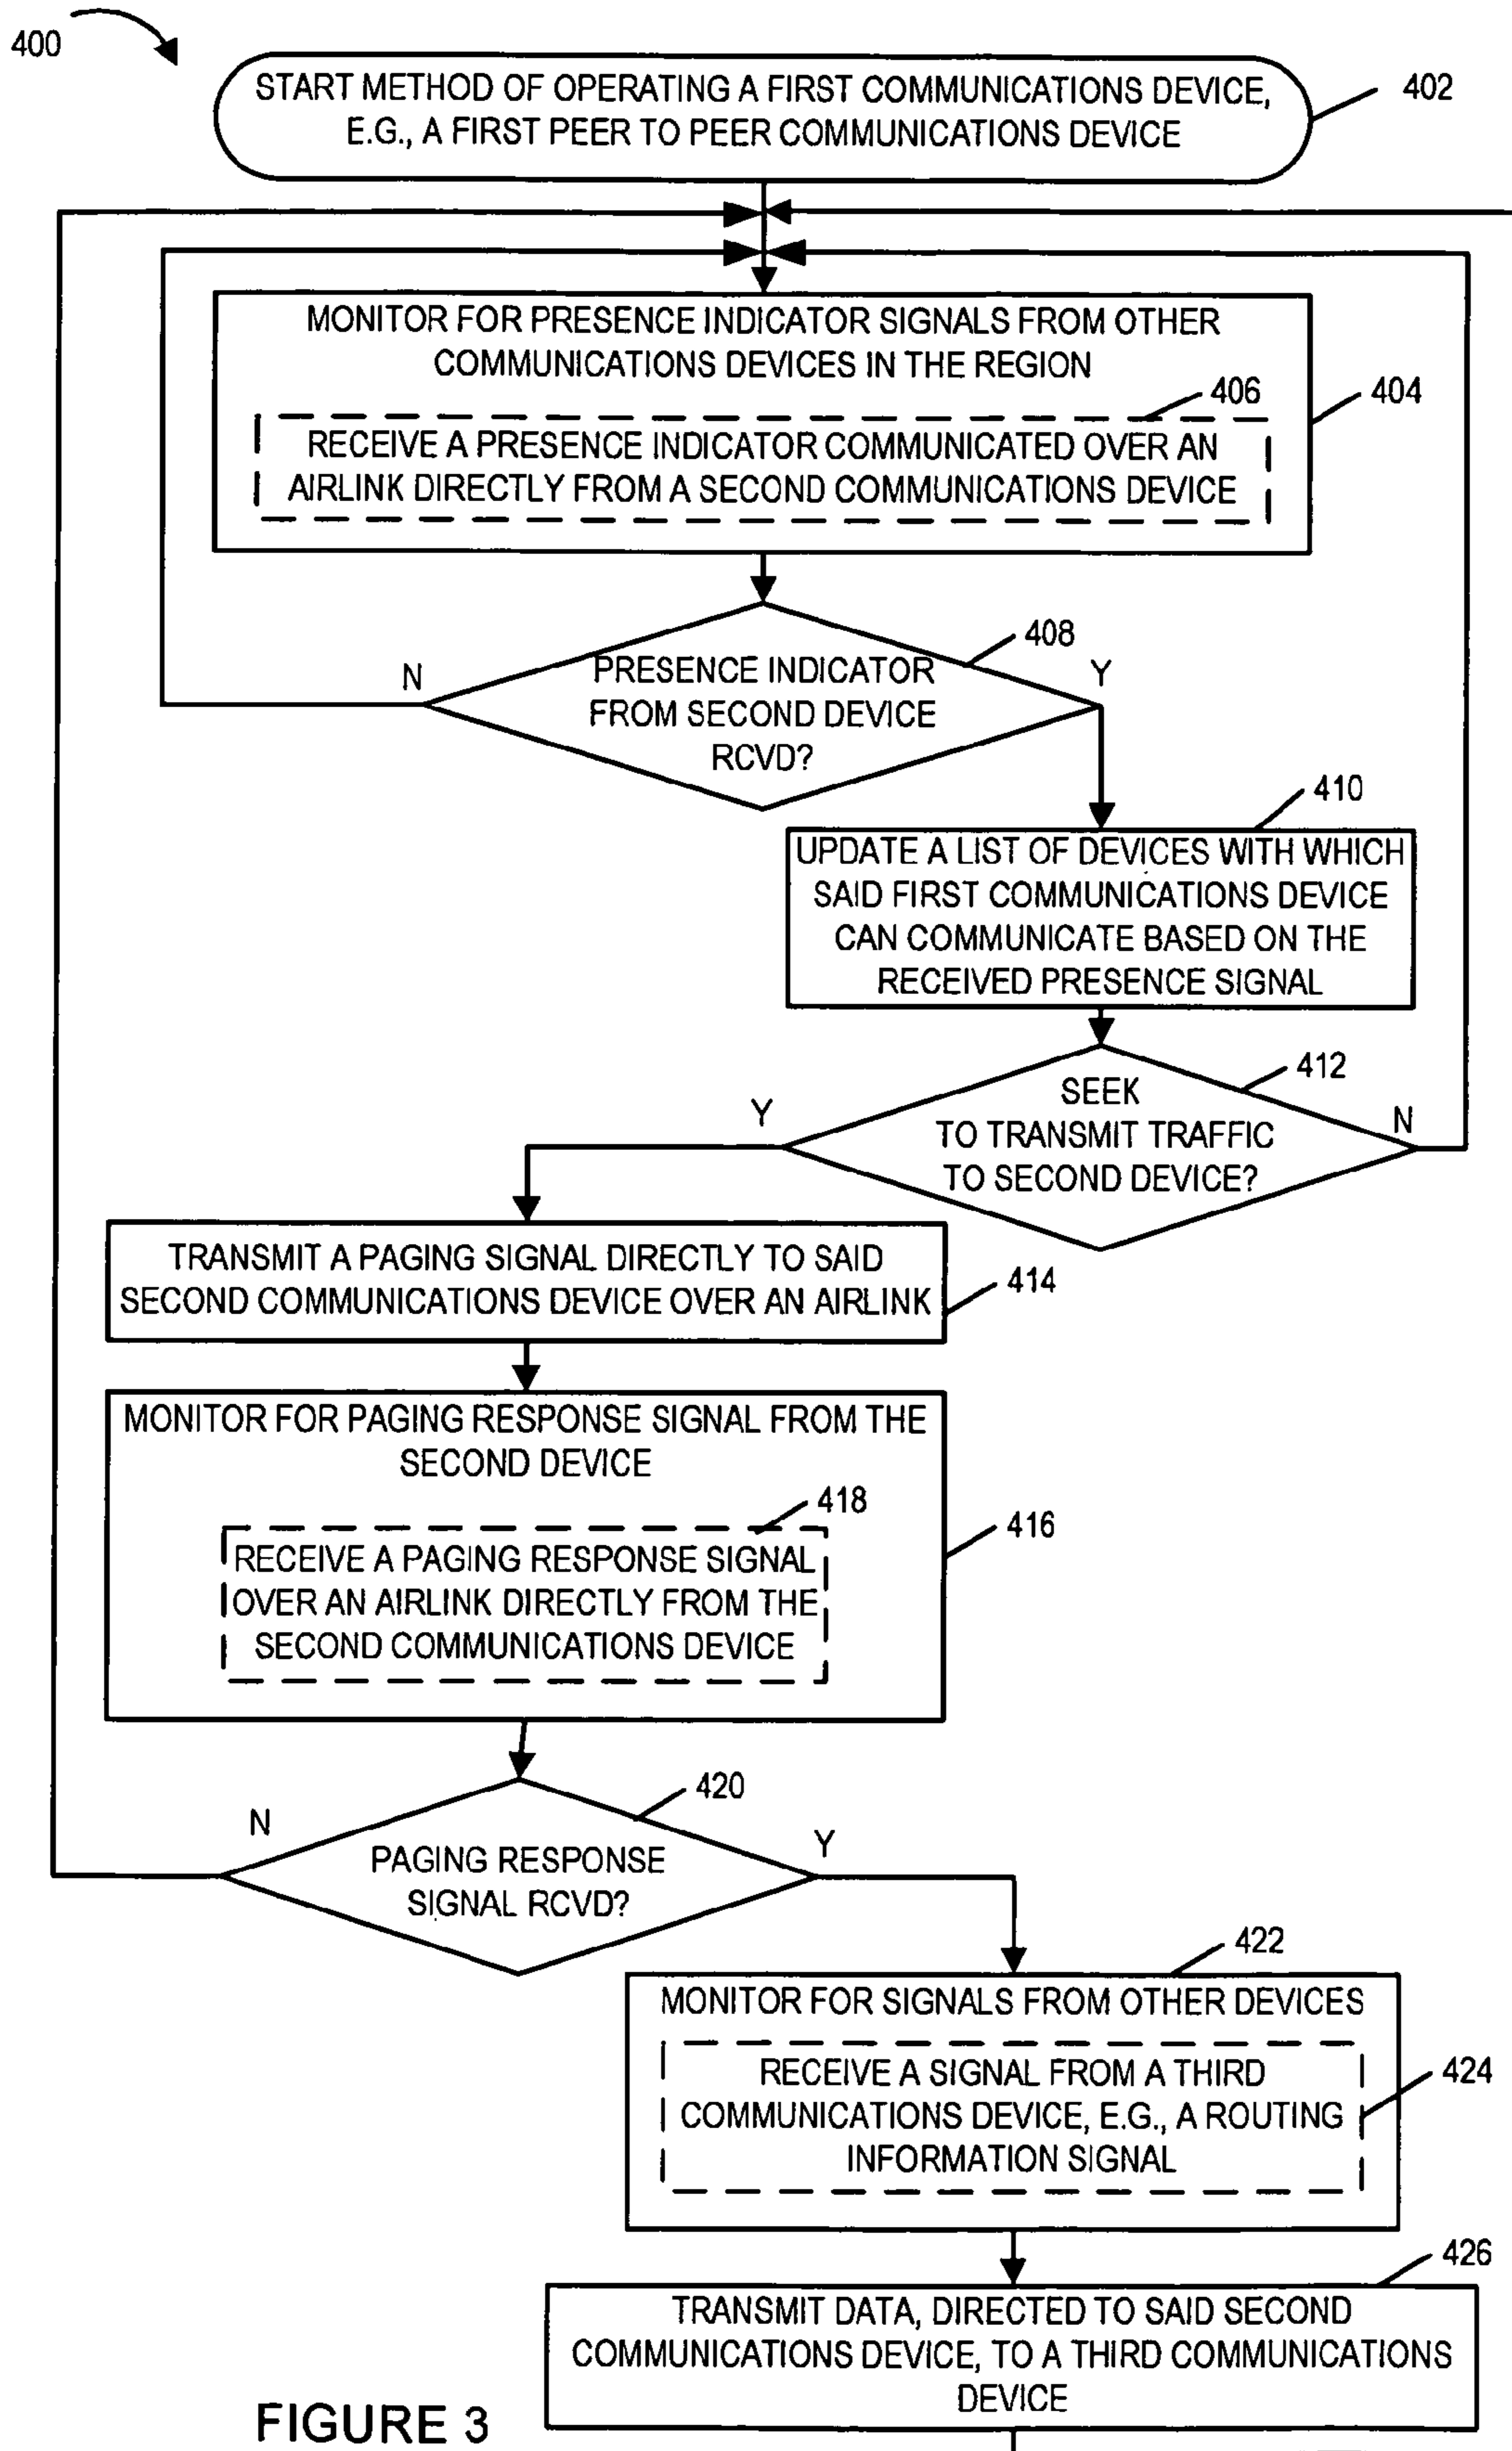 400
START METHOD OF OPERATING A FIRST COMMUNICATIONS DEVICE,
E.G., A FIRST PEER TO PEER COMMUNICATIONS DEVICE
402
MONITOR FOR PRESENCE INDICATOR SIGNALS FROM OTHER
COMMUNICATIONS DEVICES IN THE REGION
404
406
RECEIVE A PRESENCE INDICATOR COMMUNICATED OVER AN
AIRLINK DIRECTLY FROM A SECOND COMMUNICATIONS DEVICE
408
N
Y
PRESENCE INDICATOR
FROM SECOND DEVICE
RCVD?
410
UPDATE A LIST OF DEVICES WITH WHICH
SAID FIRST COMMUNICATIONS DEVICE
CAN COMMUNICATE BASED ON THE
RECEIVED PRESENCE SIGNAL
412
Y
N
SEEK
TO TRANSMIT TRAFFIC
TO SECOND DEVICE?
TRANSMIT A PAGING SIGNAL DIRECTLY TO SAID
SECOND COMMUNICATIONS DEVICE OVER AN AIRLINK
414
MONITOR FOR PAGING RESPONSE SIGNAL FROM THE
SECOND DEVICE
416
418
RECEIVE A PAGING RESPONSE SIGNAL
OVER AN AIRLINK DIRECTLY FROM THE
SECOND COMMUNICATIONS DEVICE
420
N
Y
PAGING RESPONSE
SIGNAL RCVD?
422
MONITOR FOR SIGNALS FROM OTHER DEVICES
RECEIVE A SIGNAL FROM A THIRD
COMMUNICATIONS DEVICE, E.G., A ROUTING
INFORMATION SIGNAL
424
426
TRANSMIT DATA, DIRECTED TO SAID SECOND
COMMUNICATIONS DEVICE, TO A THIRD COMMUNICATIONS
DEVICE
FIGURE 3